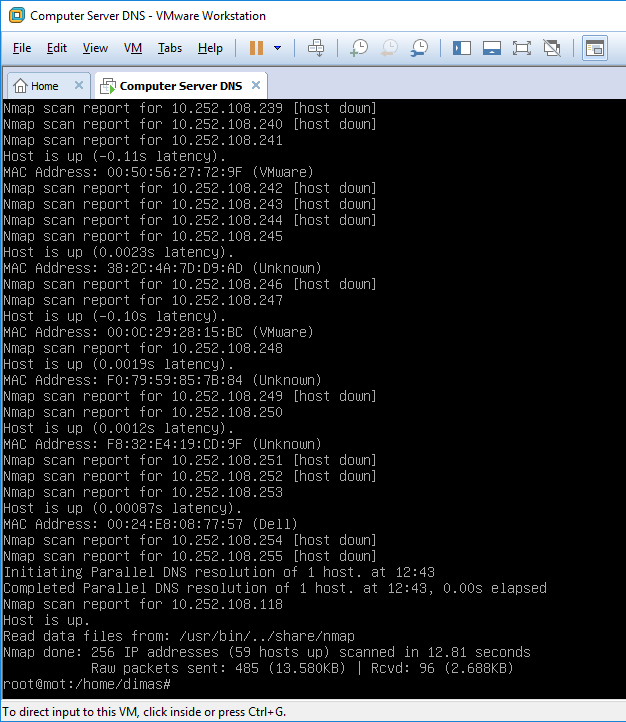 Computer Server DNS - VMware Workstation
File Edit View VM Tabs Help
Home Computer Server DNS
Nmap scan report for 10.252.108.239 [host down]
Nmap scan report for 10.252.108.240 [host down]
Nmap scan report for 10.252.108.241
Host is up (-0.11s latency).
MAC Address: 00:50:56:27:72:9F (VMware)
Nmap scan report for 10.252.108.242 [host down]
Nmap scan report for 10.252.108.243 [host down]
Nmap scan report for 10.252.108.244 [host down]
Nmap scan report for 10.252.108.245
Host is up (0.0023s latency).
MAC Address: 38:2C:4A:7D:D9:AD (Unknown)
Nmap scan report for 10.252.108.246 [host down]
Nmap scan report for 10.252.108.247
Host is up (-0.10s latency).
MAC Address: 00:0C:29:28:15:BC (VMware)
Nmap scan report for 10.252.108.248
Host is up (0.0019s latency).
MAC Address: F0:79:59:85:7B:84 (Unknown)
Nmap scan report for 10.252.108.249 [host down]
Nmap scan report for 10.252.108.250
Host is up (0.0012s latency).
MAC Address: F8:32:E4:19:CD:9F (Unknown)
Nmap scan report for 10.252.108.251 [host down]
Nmap scan report for 10.252.108.252 [host down]
Nmap scan report for 10.252.108.253
Host is up (0.00087s latency).
MAC Address: 00:24:E8:08:77:57 (Dell)
Nmap scan report for 10.252.108.254 [host down]
Nmap scan report for 10.252.108.255 [host down]
Initiating Parallel DNS resolution of 1 host. at 12:43
Completed Parallel DNS resolution of 1 host. at 12:43, 0.00s elapsed
Nmap scan report for 10.252.108.118
Host is up.
Read data files from: /usr/bin/../share/nmap
Nmap done: 256 IP addresses (59 hosts up) scanned in 12.81 seconds
Raw packets sent: 485 (13.580KB) | Rcvd: 96 (2.688KB)
root@mot:/home/dimas#
To direct input to this VM, click inside or press Ctrl+G.